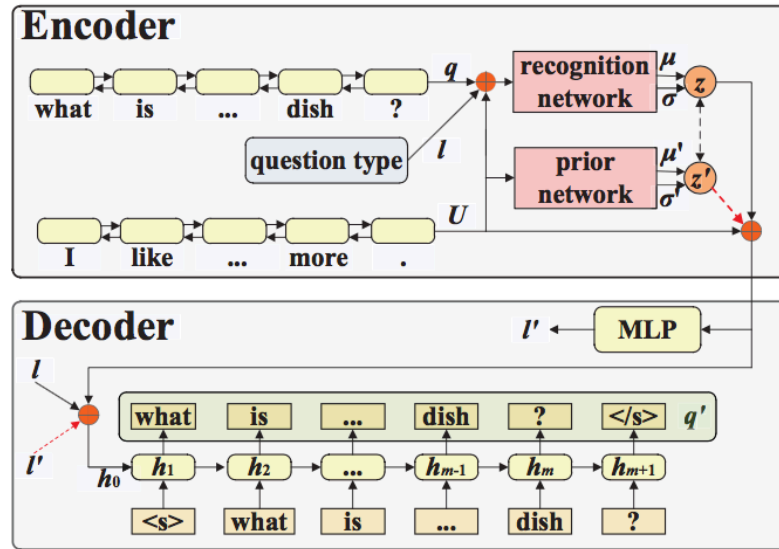 Encoder
q
recognition network
μ
σ
z
what is ... dish ?
question type
l
prior network
μ'
σ'
z'
U
I like ... more .
Decoder
l'
MLP
l
what is ... dish ? </s>
q'
l'
h0
h1 h2 ... hm-1 hm hm+1
<s> what is ... dish ?